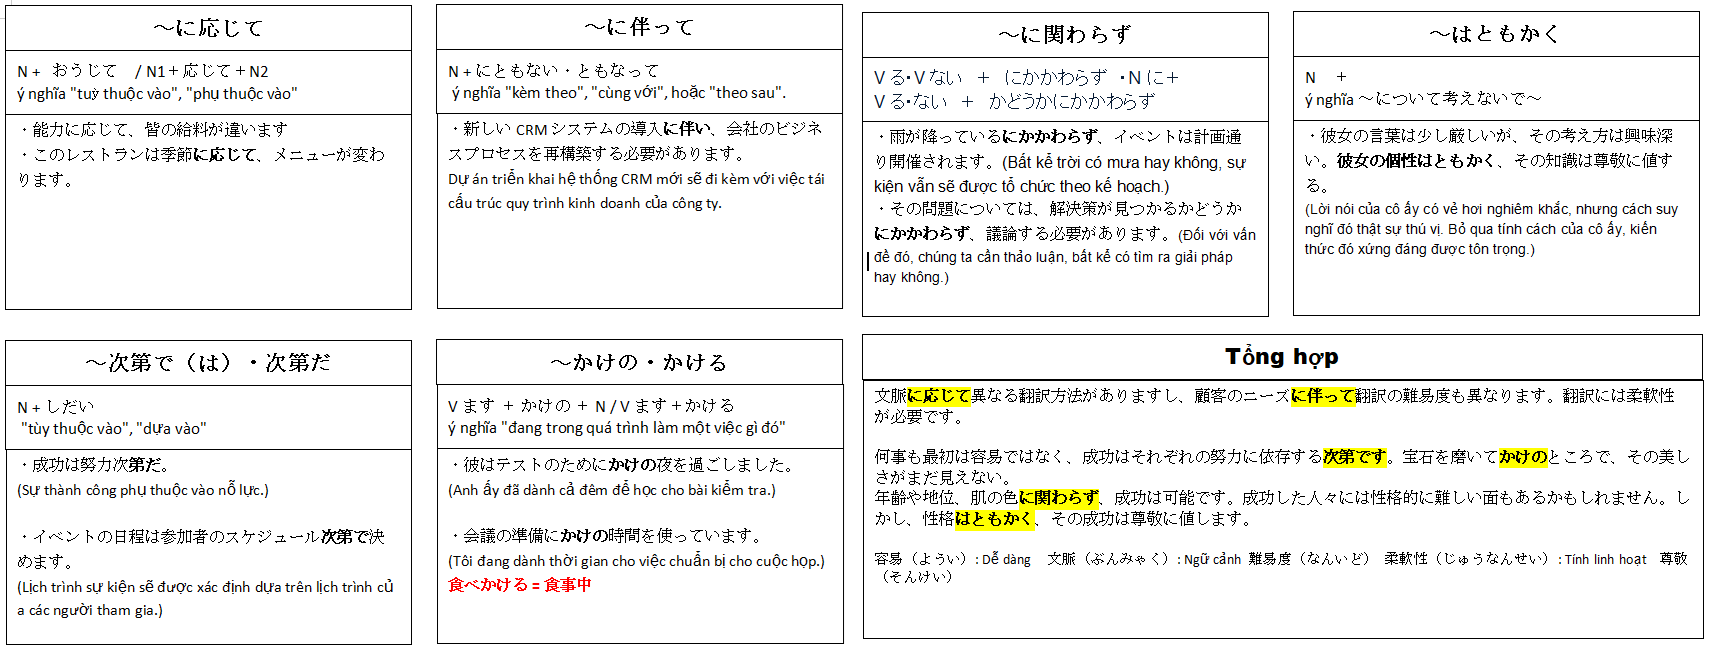 ～に応じて
N + おうじて / N1＋応じて＋N2
ý nghĩa "tuỳ thuộc vào", "phụ thuộc vào"
・能力に応じて、皆の給料が違います
・このレストランは季節に応じて、メニューが変わ
ります。
～に伴って
N + にともない・ともなって
ý nghĩa "kèm theo", "cùng với", hoặc "theo sau".
・新しい CRM システムの導入に伴い、会社のビジネ
スプロセスを再構築する必要があります。
Dự án triển khai hệ thống CRM mới sẽ đi kèm với việc tái
cấu trúc quy trình kinh doanh của công ty.
～に関わらず
V る・V ない ＋ にかかわらず ・N に＋
V る・ない ＋ かどうかにかかわらず
・雨が降っているにかかわらず、イベントは計画通
り開催されます。(Bất kể trời có mưa hay không, sự
kiện vẫn sẽ được tổ chức theo kế hoạch.)
・その問題については、解決策が見つかるかどうか
にかかわらず、議論する必要があります。(Đối với vấn
đề đó, chúng ta cần thảo luận, bất kể có tìm ra giải pháp
hay không.)
～はともかく
N ＋
ý nghĩa ～について考えないで～
・彼女の言葉は少し厳しいが、その考え方は興味深
い。彼女の個性はともかく、その知識は尊敬に値す
る。
(Lời nói của cô ấy có vẻ hơi nghiêm khắc, nhưng cách suy
nghĩ đó thật sự thú vị. Bỏ qua tính cách của cô ấy, kiến
thức đó xứng đáng được tôn trọng.)
～次第で（は）・次第だ
N + しだい
"tùy thuộc vào", "dựa vào"
・成功は努力次第だ。
(Sự thành công phụ thuộc vào nỗ lực.)
・イベントの日程は参加者のスケジュール次第で決
めます。
(Lịch trình sự kiện sẽ được xác định dựa trên lịch trình củ
a các người tham gia.)
～かけの・かける
V ます ＋ かけの ＋ N / V ます＋かける
ý nghĩa "đang trong quá trình làm một việc gì đó"
・彼はテストのためにかけの夜を過ごしました。
(Anh ấy đã dành cả đêm để học cho bài kiểm tra.)
・会議の準備にかけの時間を使っています。
(Tôi đang dành thời gian cho việc chuẩn bị cho cuộc họp.)
食べかける = 食事中
Tổng hợp
文脈に応じて異なる翻訳方法がありますし、顧客のニーズに伴って翻訳の難易度も異なります。翻訳には柔軟性
が必要です。
何事も最初は容易ではなく、成功はそれぞれの努力に依存する次第です。宝石を磨いてかけのところで、その美し
さがまだ見えない。
年齢や地位、肌の色に関わらず、成功は可能です。成功した人々には性格的に難しい面もあるかもしれません。し
かし、性格はともかく、その成功は尊敬に値します。
容易（ようい）: Dễ dàng 文脈（ぶんみゃく）: Ngữ cảnh 難易度（なんいど） 柔軟性（じゅうなんせい）: Tính linh hoạt 尊敬
（そんけい）